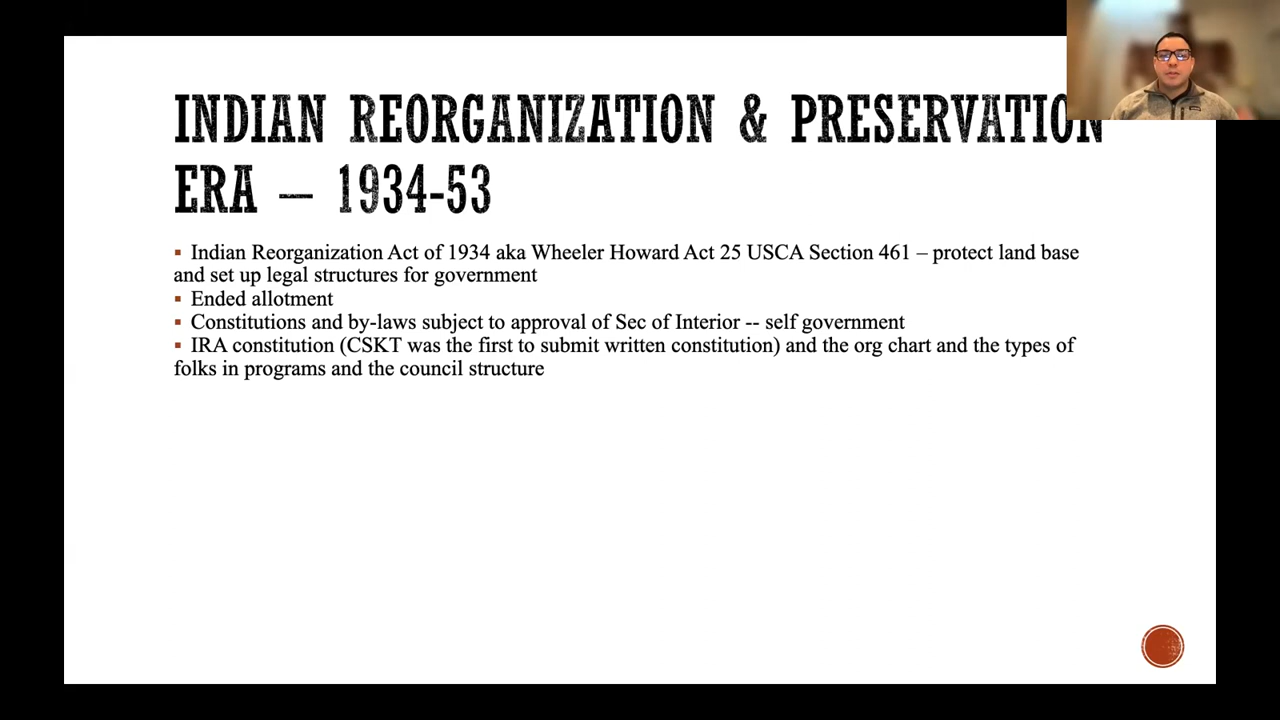 INDIAN REORGANIZATION & PRESERVATION
ERA – 1934-53
▪ Indian Reorganization Act of 1934 aka Wheeler Howard Act 25 USCA Section 461 – protect land base
and set up legal structures for government
▪ Ended allotment
▪ Constitutions and by-laws subject to approval of Sec of Interior -- self government
▪ IRA constitution (CSKT was the first to submit written constitution) and the org chart and the types of
folks in programs and the council structure